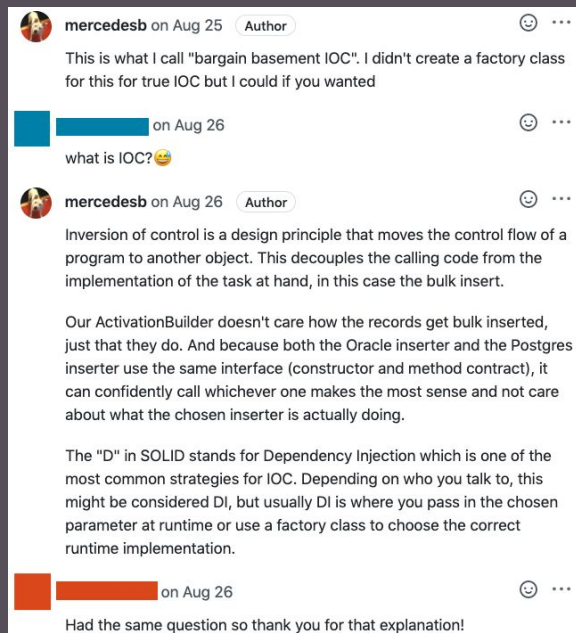 mercedesb on Aug 25 Author
This is what I call "bargain basement IOC". I didn't create a factory class
for this for true IOC but I could if you wanted
on Aug 26
what is IOC?😅
mercedesb on Aug 26 Author
Inversion of control is a design principle that moves the control flow of a
program to another object. This decouples the calling code from the
implementation of the task at hand, in this case the bulk insert.
Our ActivationBuilder doesn't care how the records get bulk inserted,
just that they do. And because both the Oracle inserter and the Postgres
inserter use the same interface (constructor and method contract), it
can confidently call whichever one makes the most sense and not care
about what the chosen inserter is actually doing.
The "D" in SOLID stands for Dependency Injection which is one of the
most common strategies for IOC. Depending on who you talk to, this
might be considered DI, but usually DI is where you pass in the chosen
parameter at runtime or use a factory class to choose the correct
runtime implementation.
on Aug 26
Had the same question so thank you for that explanation!